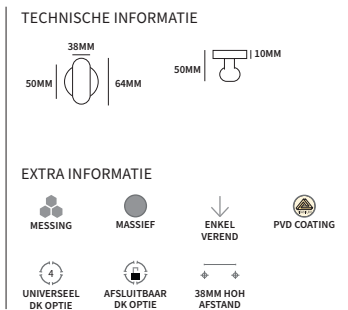 TECHNISCHE INFORMATIE
38MM
50MM
64MM
50MM
10MM
EXTRA INFORMATIE
MESSING
MASSIEF
ENKEL
VEREND
PVD COATING
4
UNIVERSEEL
DK OPTIE
AFSLUITBAAR
DK OPTIE
38MM HOH
AFSTAND